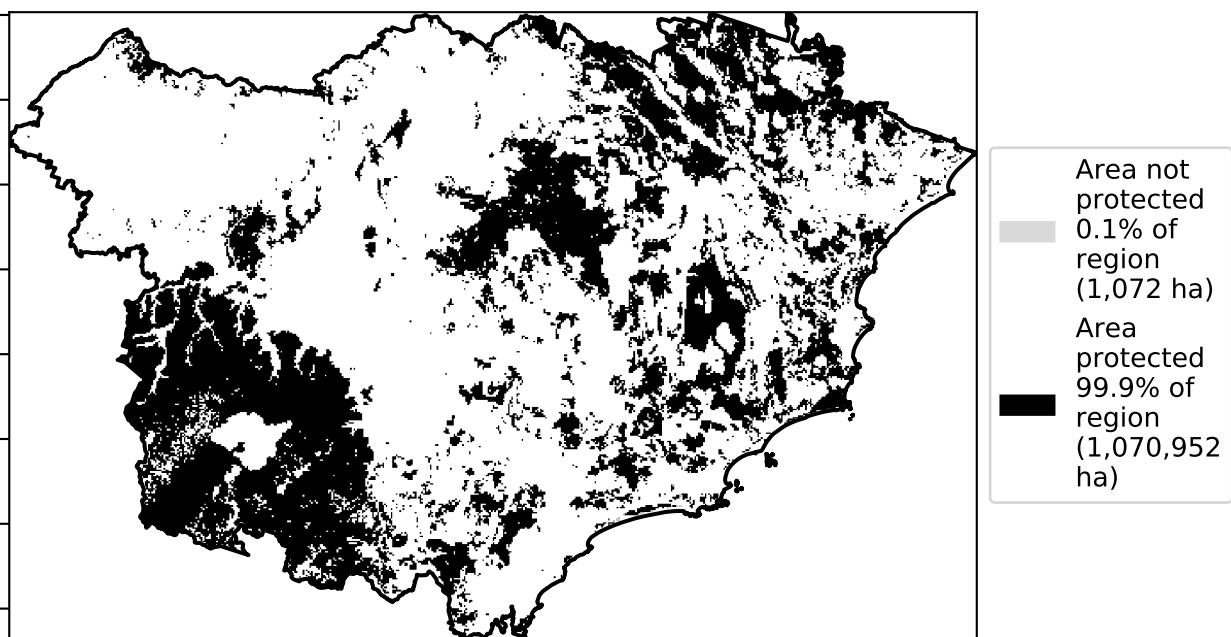 Area not
protected
0.1% of
region
(1,072 ha)
Area
protected
99.9% of
region
(1,070,952
ha)